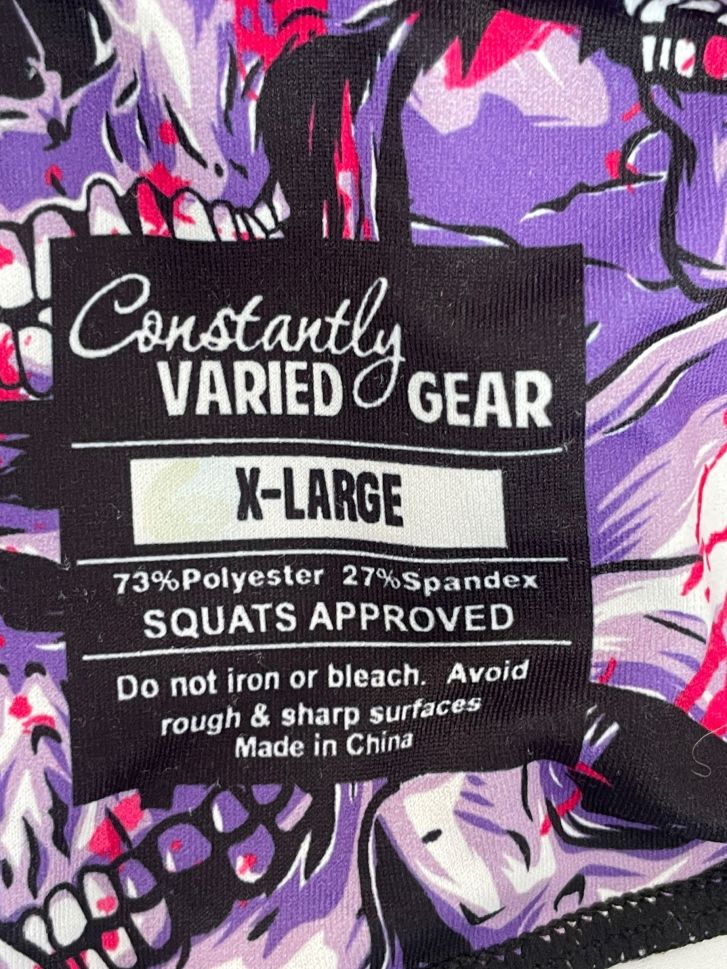 Constantly
VARIED GEAR
X-LARGE
73%Polyester 27%Spandex
SQUATS APPROVED
Do not iron or bleach. Avoid
rough & sharp surfaces
Made in China